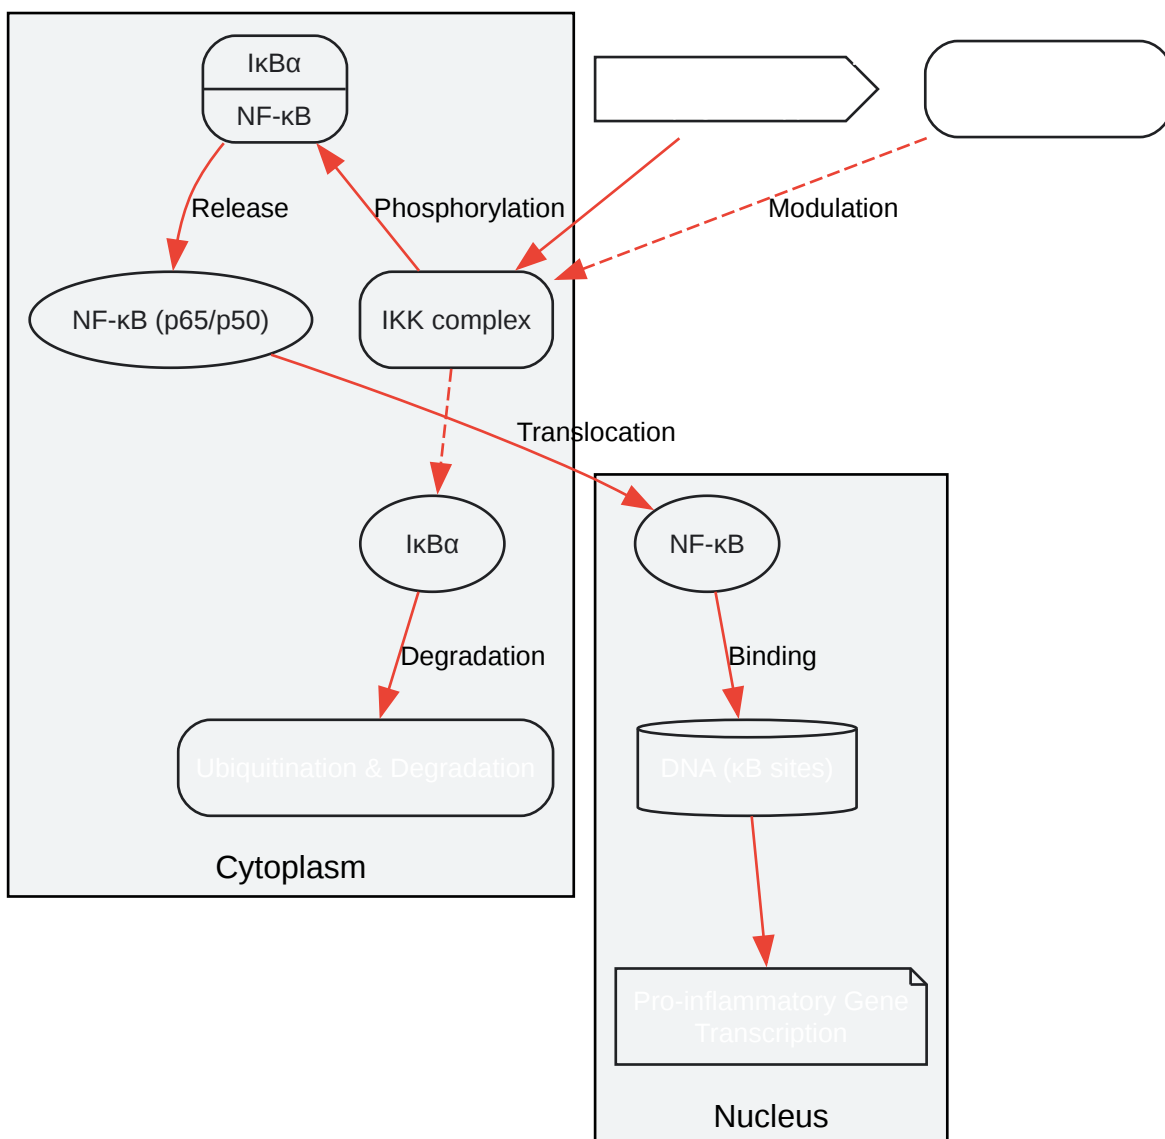 IκBα
NF-κB
Release
Phosphorylation
Modulation
NF-κB (p65/p50)
IKK complex
Translocation
IκBα
NF-κB
Degradation
Binding
Ubiquitination & Degradation
DNA (κB sites)
Cytoplasm
Pro-inflammatory Gene
Transcription
Nucleus